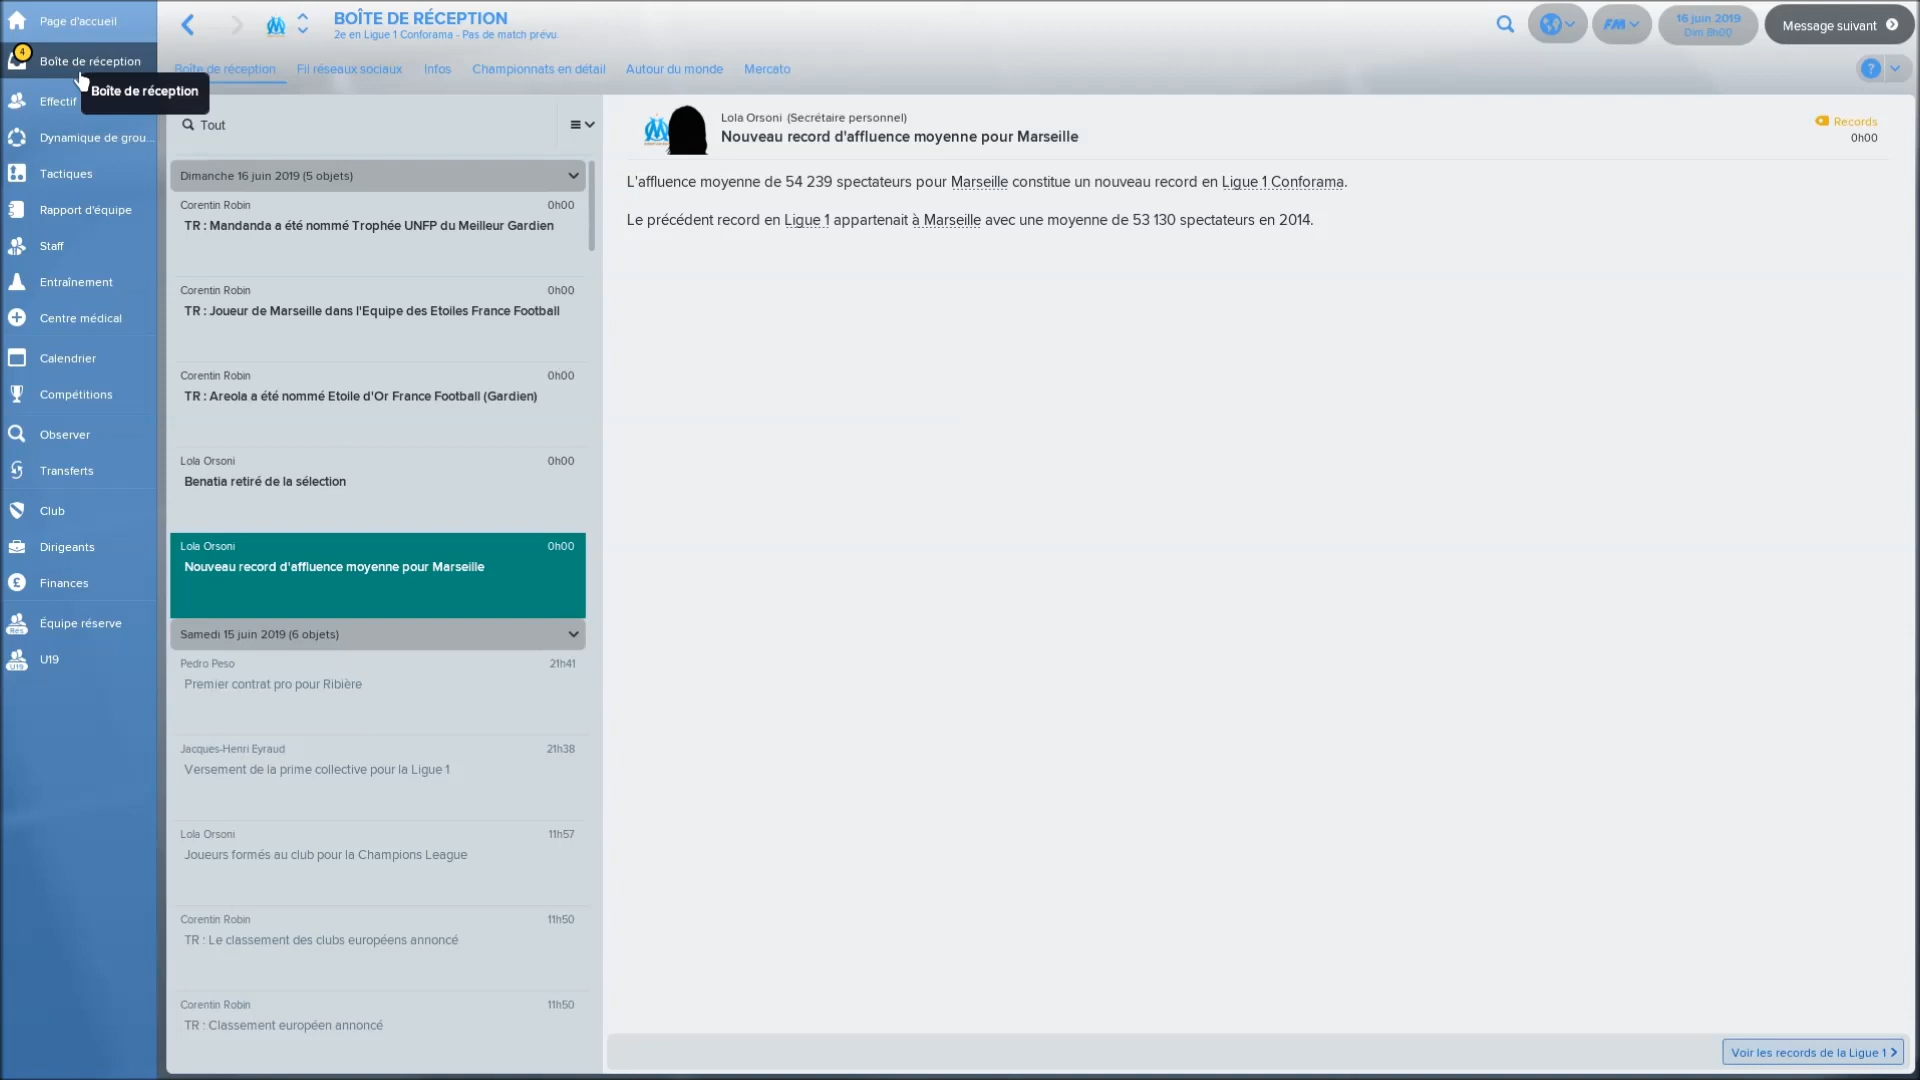 Page d'accueil
4
Boîte de réception
Boîte de réception
Effectif
Dynamique de grou...
Tactiques
Rapport d'équipe
Staff
Entraînement
Centre médical
Calendrier
Compétitions
Observer
Transferts
Club
Dirigeants
Finances
Équipe réserve
U19
BOÎTE DE RÉCEPTION
2e en Ligue 1 Conforama - Pas de match prévu
FM
16 juin 2019
Dim 8h00
Message suivant
Boîte de réception Fil réseaux sociaux Infos Championnats en détail Autour du monde Mercato
?
Tout
Dimanche 16 juin 2019 (5 objets)
Corentin Robin 0h00
TR : Mandanda a été nommé Trophée UNFP du Meilleur Gardien
Corentin Robin 0h00
TR : Joueur de Marseille dans l'Equipe des Etoiles France Football
Corentin Robin 0h00
TR : Areola a été nommé Etoile d'Or France Football (Gardien)
Lola Orsoni 0h00
Benatia retiré de la sélection
Lola Orsoni 0h00
Nouveau record d'affluence moyenne pour Marseille
Samedi 15 juin 2019 (6 objets)
Pedro Peso 21h41
Premier contrat pro pour Ribière
Jacques-Henri Eyraud 21h38
Versement de la prime collective pour la Ligue 1
Lola Orsoni 11h57
Joueurs formés au club pour la Champions League
Corentin Robin 11h50
TR : Le classement des clubs européens annoncé
Corentin Robin 11h50
TR : Classement européen annoncé
Lola Orsoni (Secrétaire personnel)
Nouveau record d'affluence moyenne pour Marseille
Records
0h00
L'affluence moyenne de 54 239 spectateurs pour Marseille constitue un nouveau record en Ligue 1 Conforama.
Le précédent record en Ligue 1 appartenait à Marseille avec une moyenne de 53 130 spectateurs en 2014.
Voir les records de la Ligue 1